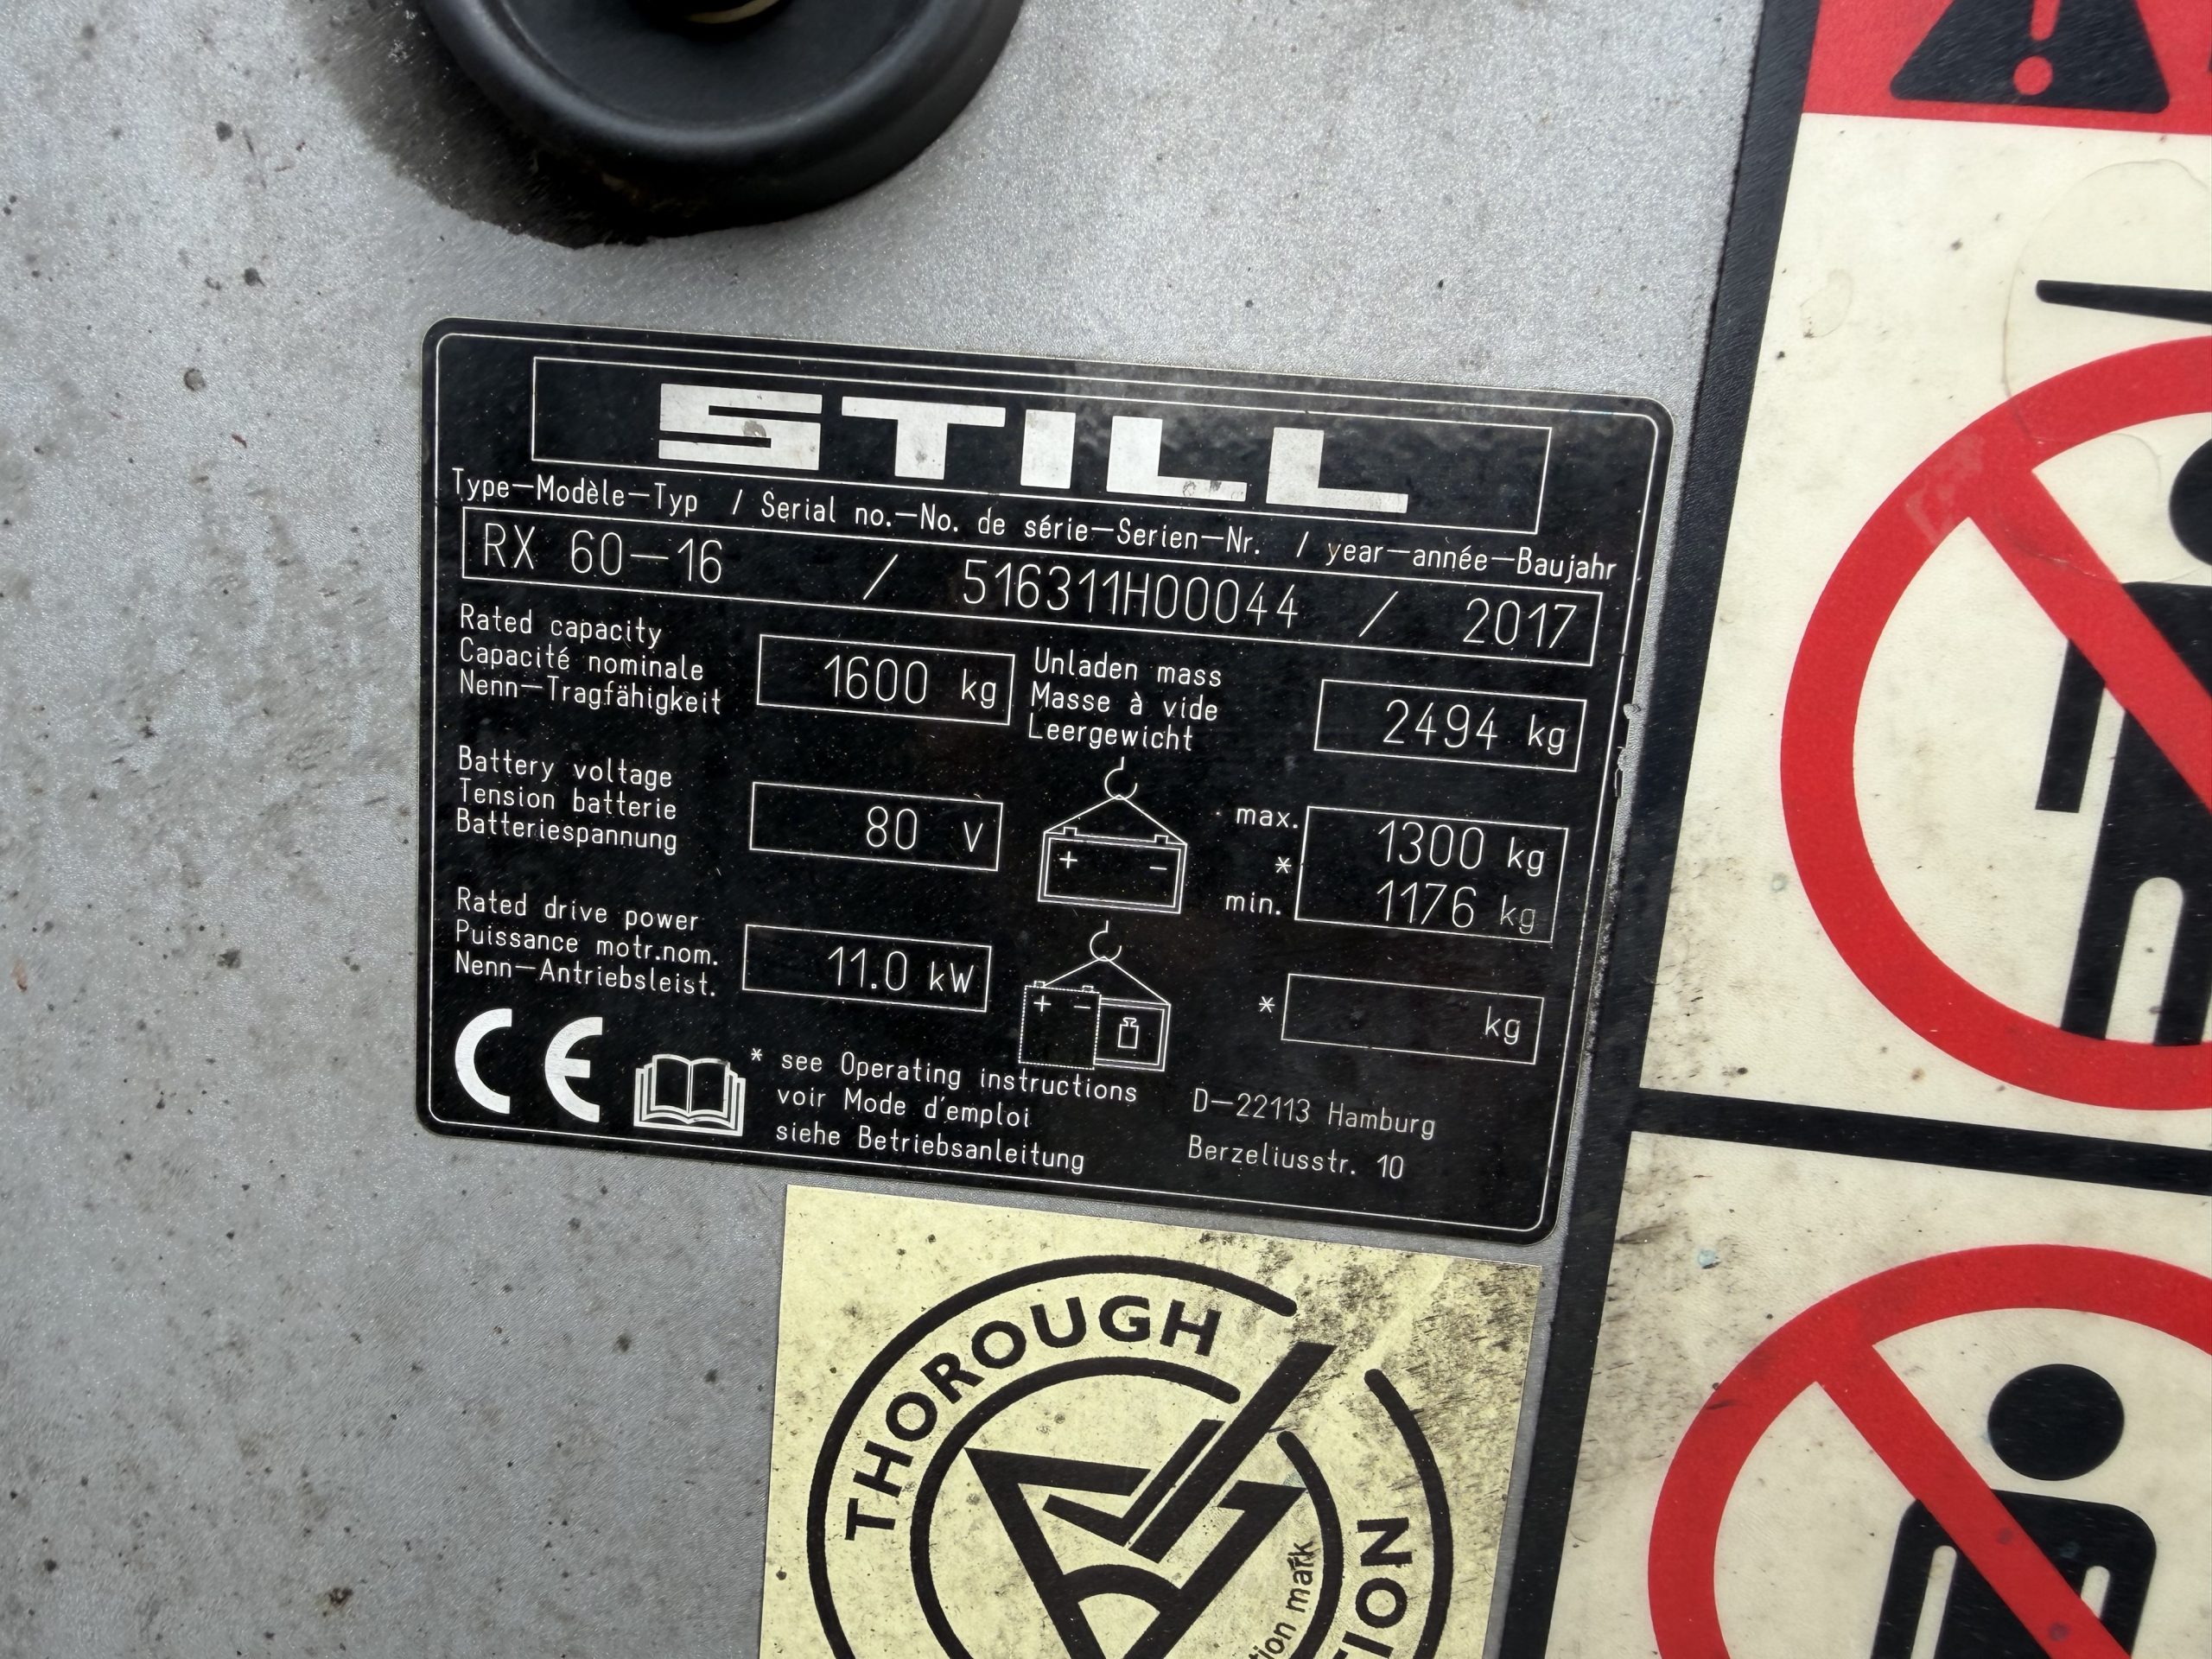 STILL
Type–Modèle–Typ / Serial no.–No. de série–Serien–Nr. / year–année–Baujahr
RX 60–16 / 516311H00044 / 2017
Rated capacity
Capacité nominale
Nenn–Tragfähigkeit
1600 kg
Unladen mass
Masse à vide
Leergewicht
2494 kg
Battery voltage
Tension batterie
Batteriespannung
80 V
+ –
max. 1300 kg
*
min. 1176 kg
Rated drive power
Puissance motr.nom.
Nenn–Antriebsleist.
11.0 kW
+ –
* kg
CE
* see Operating instructions
voir Mode d'emploi
siehe Betriebsanleitung
D–22113 Hamburg
Berzeliusstr. 10
THOROUGH
mark